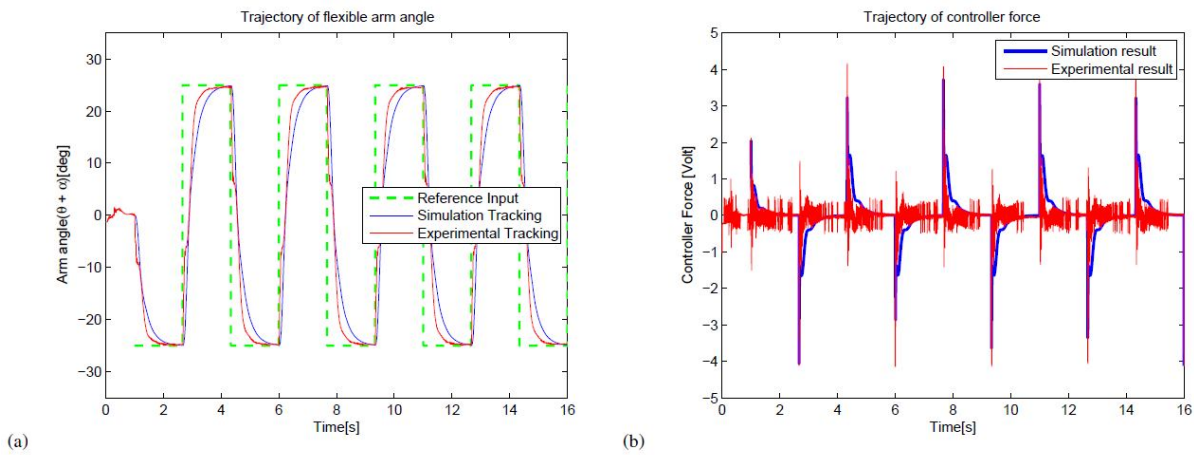 Trajectory of flexible arm angle
30
20
10
0
−10
−20
−30
Arm angle(θ + α)[deg]
Reference Input
Simulation Tracking
Experimental Tracking
0 2 4 6 8 10 12 14 16
Time[s]
(a)
Trajectory of controller force
5
4
3
2
1
0
−1
−2
−3
−4
−5
Controller Force [Volt]
Simulation result
Experimental result
0 2 4 6 8 10 12 14 16
Time[s]
(b)